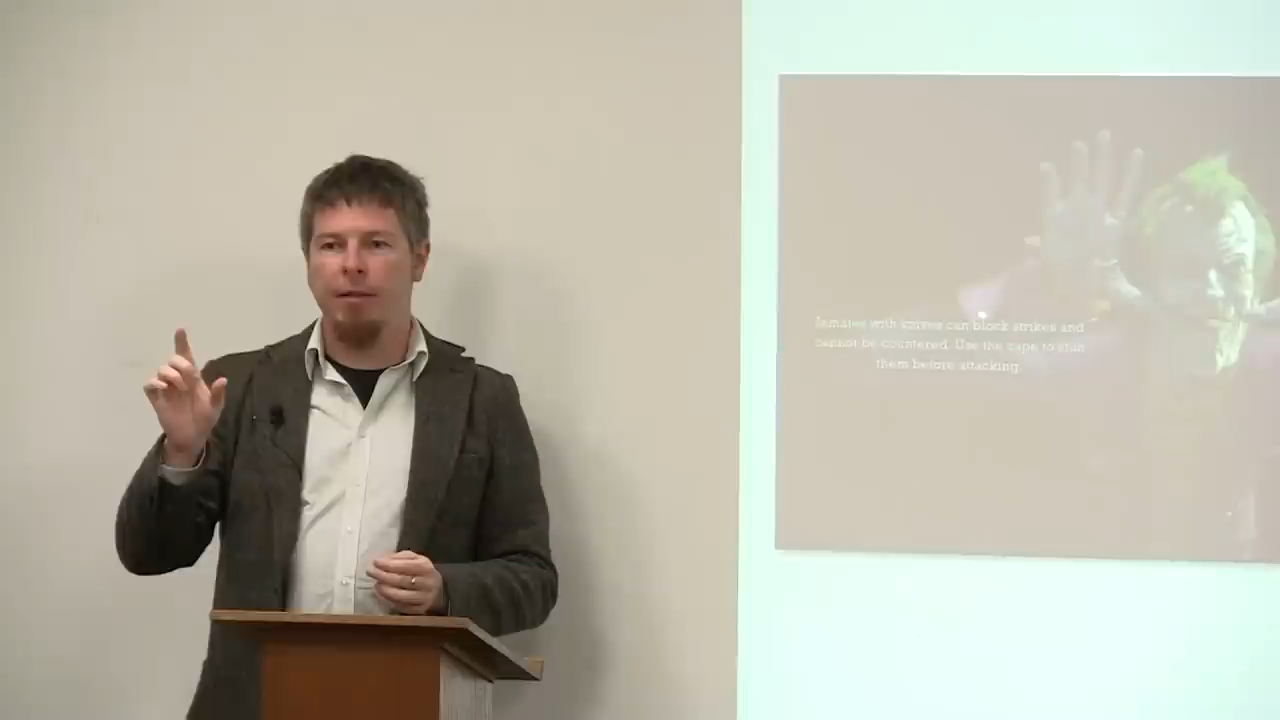 Inmates with knives can block strikes and
cannot be countered. Use the cape to stun
them before attacking.